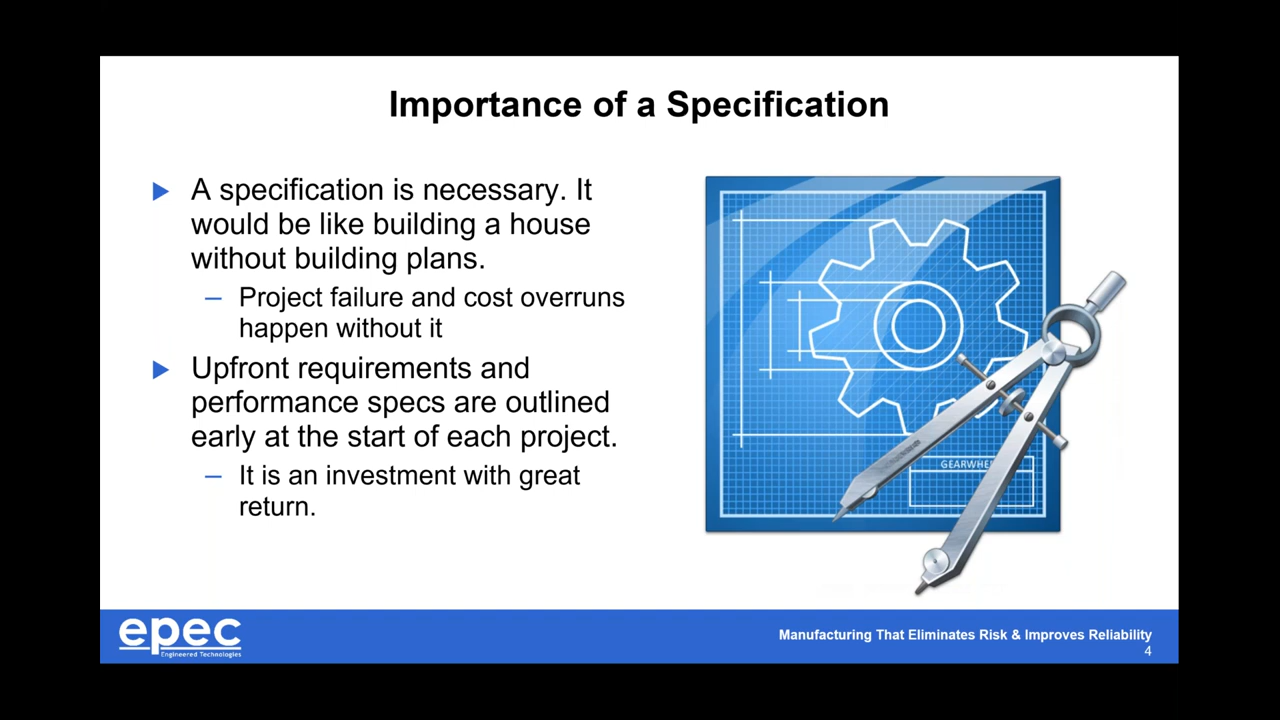 Importance of a Specification
A specification is necessary. It
would be like building a house
without building plans.
– Project failure and cost overruns
happen without it
Upfront requirements and
performance specs are outlined
early at the start of each project.
– It is an investment with great
return.
GEARWHE
epec
Engineered Technologies
Manufacturing That Eliminates Risk & Improves Reliability
4